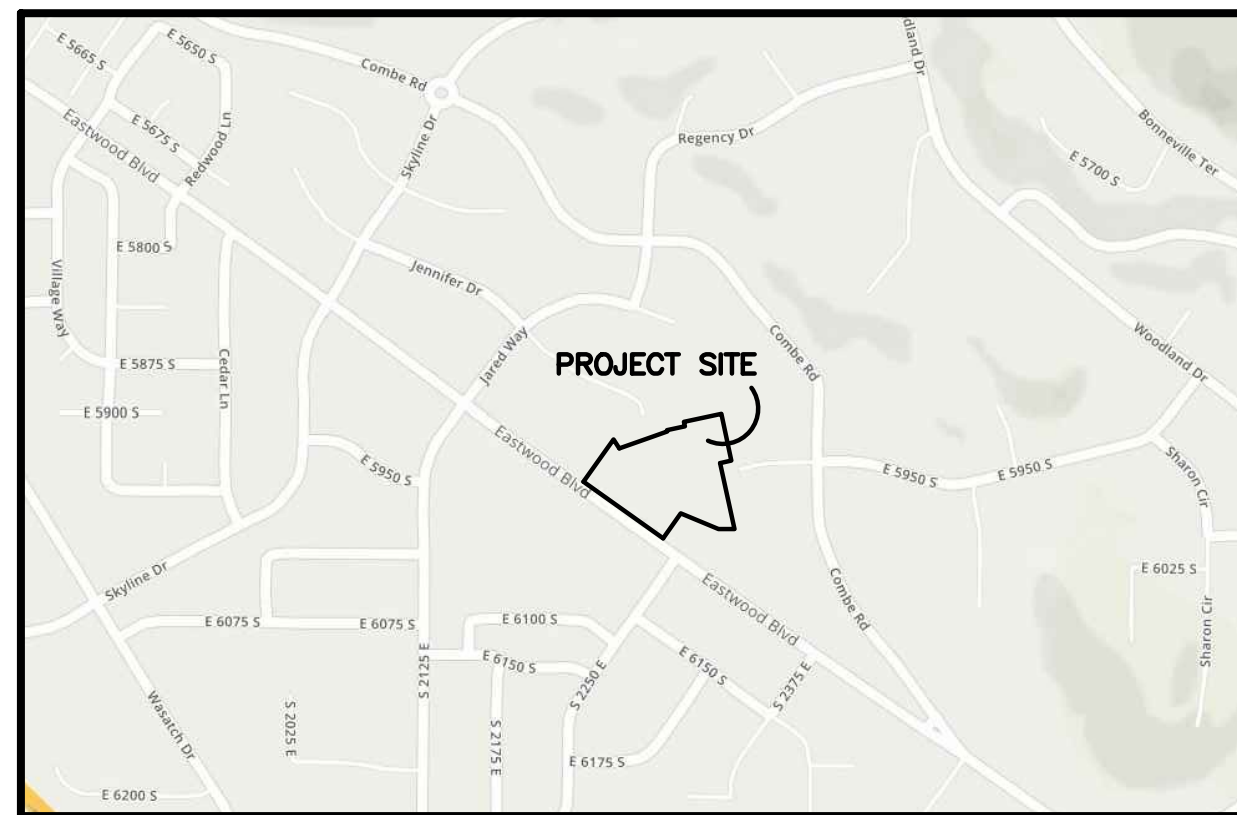 E 5665 S
E 5650 S
Combe Rd
dland Dr
Eastwood Blvd
E 5675 S
Redwood Ln
Skyline Dr
Regency Dr
Bonneville Ter
E 5700 S
E 5800 S
Village Way
Jennifer Dr
Jared Way
Combe Rd
Woodland Dr
E 5875 S
Cedar Ln
PROJECT SITE
E 5900 S
Eastwood Blvd
E 5950 S
E 5950 S
E 5950 S
Sharon Cir
Skyline Dr
E 6025 S
Combe Rd
Eastwood Blvd
E 6075 S
E 6075 S
E 6100 S
Sharon Cir
S 2125 E
E 6150 S
E 6150 S
S 2250 E
S 2375 E
Wasatch Dr
S 2025 E
S 2175 E
E 6175 S
E 6200 S